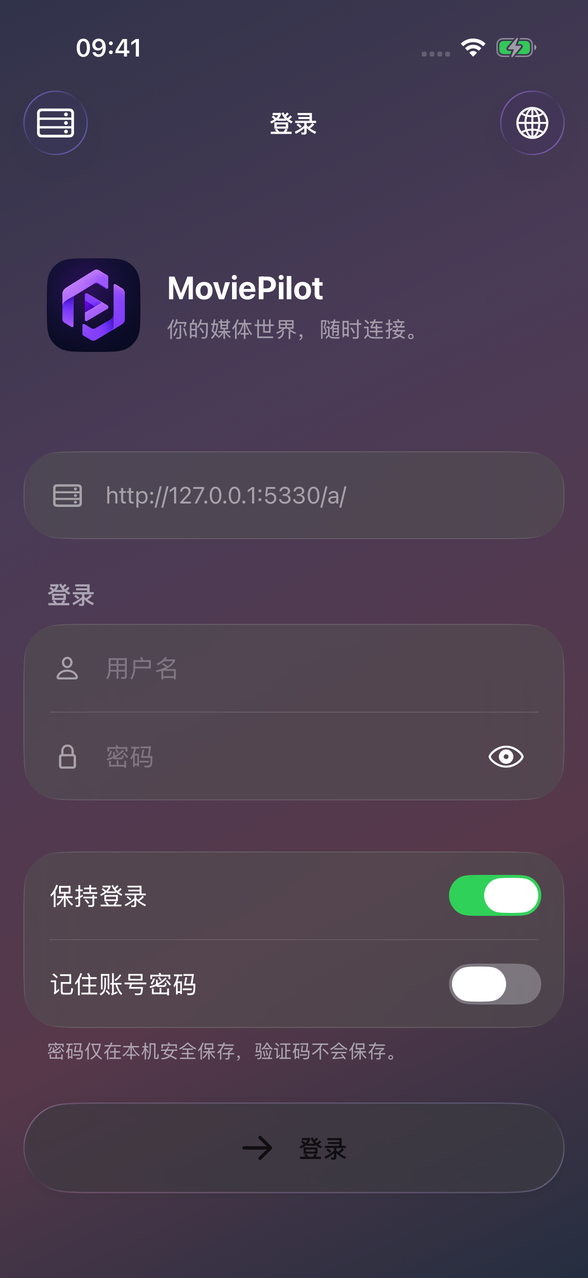 09:41
登录
MoviePilot
你的媒体世界，随时连接。
http://127.0.0.1:5330/a/
登录
用户名
密码
保持登录
记住账号密码
密码仅在本机安全保存，验证码不会保存。
登录